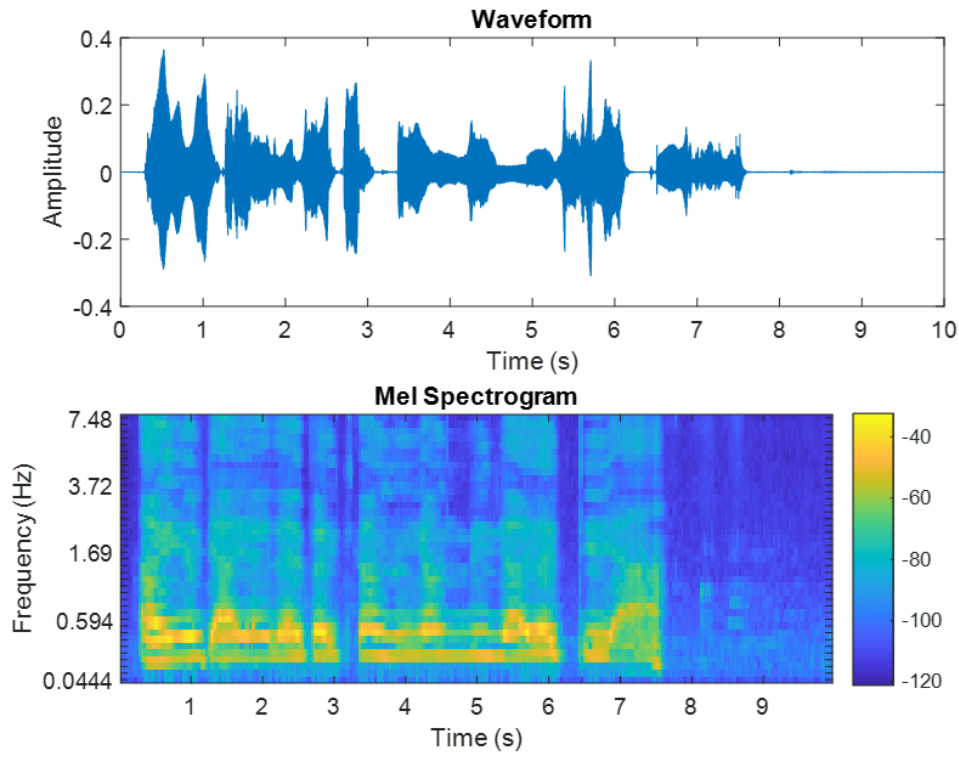 Waveform
0.4
0.2
0
-0.2
-0.4
Amplitude
0 1 2 3 4 5 6 7 8 9 10
Time (s)
Mel Spectrogram
7.48
3.72
1.69
0.594
0.0444
Frequency (Hz)
1 2 3 4 5 6 7 8 9
Time (s)
-40
-60
-80
-100
-120